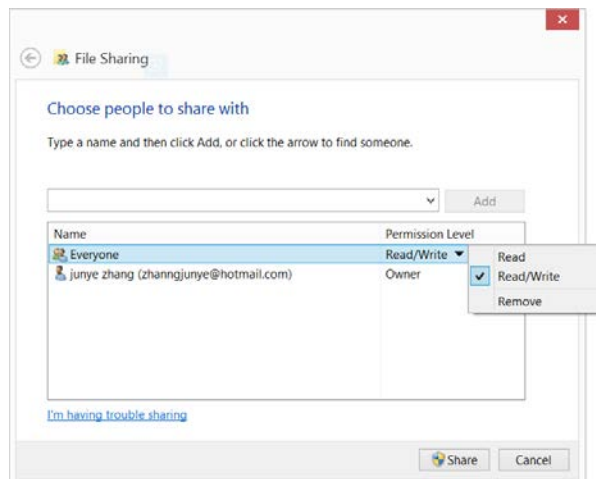 File Sharing
Choose people to share with
Type a name and then click Add, or click the arrow to find someone.
Add
Name Permission Level
Everyone Read/Write
junye zhang (zhanngjunye@hotmail.com) Owner
Read
Read/Write
Remove
I'm having trouble sharing
Share Cancel